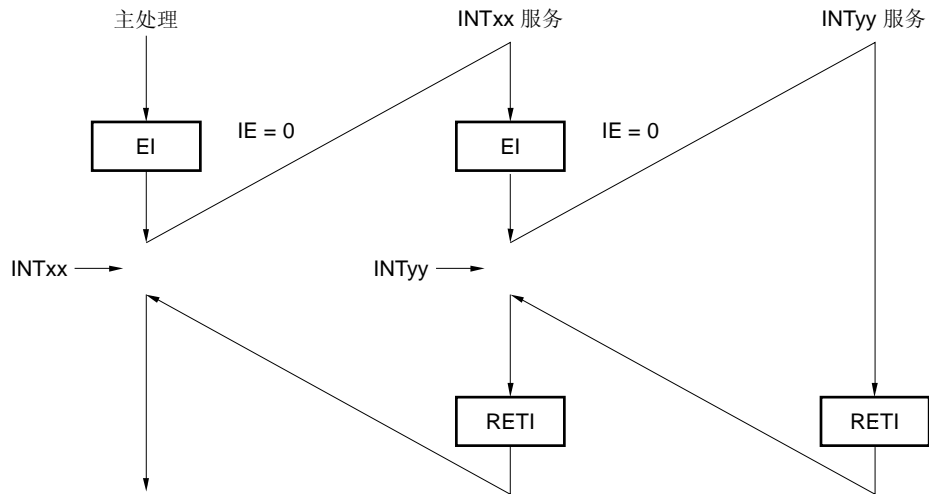 主处理
INTxx 服务
INTyy 服务
EI
IE = 0
EI
IE = 0
INTxx
INTyy
RETI
RETI